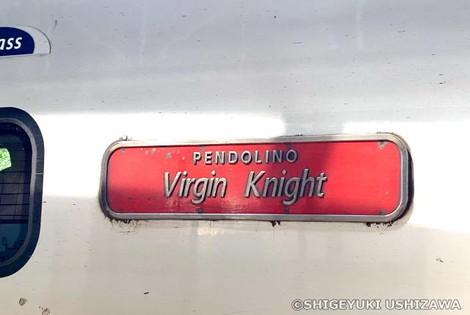 ass
PENDOLINO
Virgin Knight
©SHIGEYUKI USHIZAWA